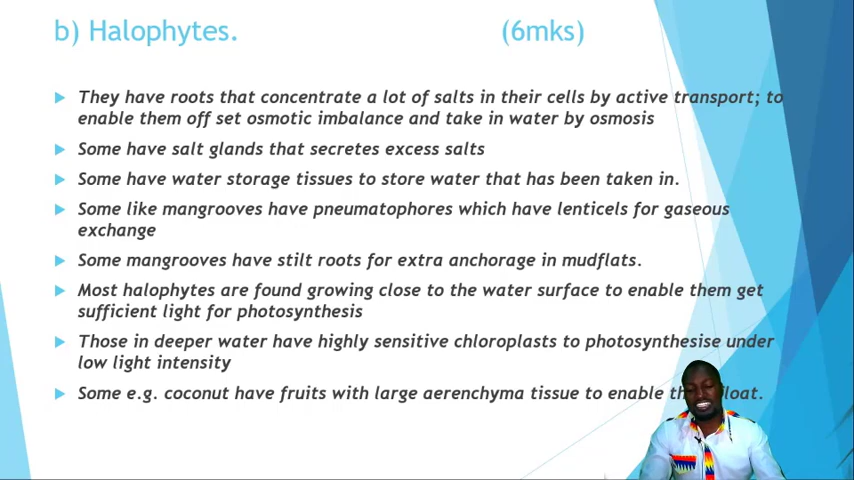 b) Halophytes. (6mks)
They have roots that concentrate a lot of salts in their cells by active transport; to
enable them off set osmotic imbalance and take in water by osmosis
Some have salt glands that secretes excess salts
Some have water storage tissues to store water that has been taken in.
Some like mangrooves have pneumatophores which have lenticels for gaseous
exchange
Some mangrooves have stilt roots for extra anchorage in mudflats.
Most halophytes are found growing close to the water surface to enable them get
sufficient light for photosynthesis
Those in deeper water have highly sensitive chloroplasts to photosynthesise under
low light intensity
Some e.g. coconut have fruits with large aerenchyma tissue to enable